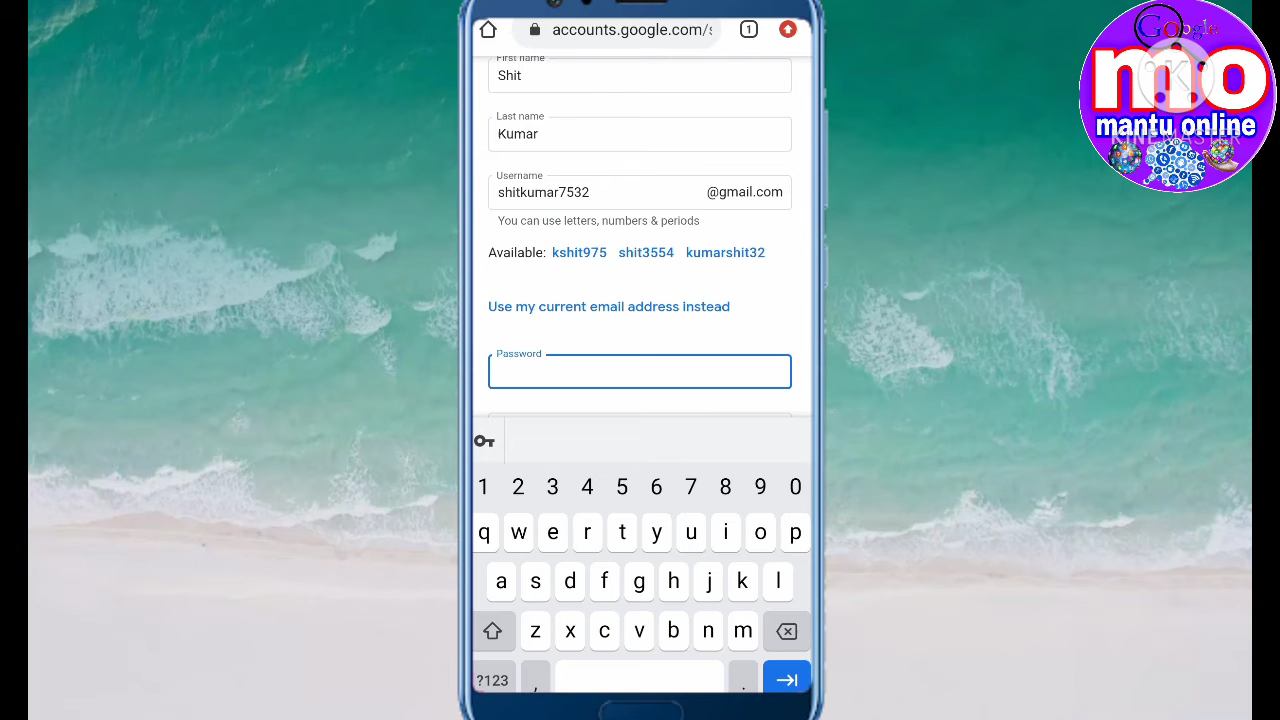 accounts.google.com/s
1
First name
Shit
Last name
Kumar
Username
shitkumar7532
@gmail.com
You can use letters, numbers & periods
Available: kshit975 shit3554 kumarshit32
Use my current email address instead
Password
1 2 3 4 5 6 7 8 9 0
q w e r t y u i o p
a s d f g h j k l
z x c v b n m
?123 , .
Google
mo
K
mantu online
KINEMASTER